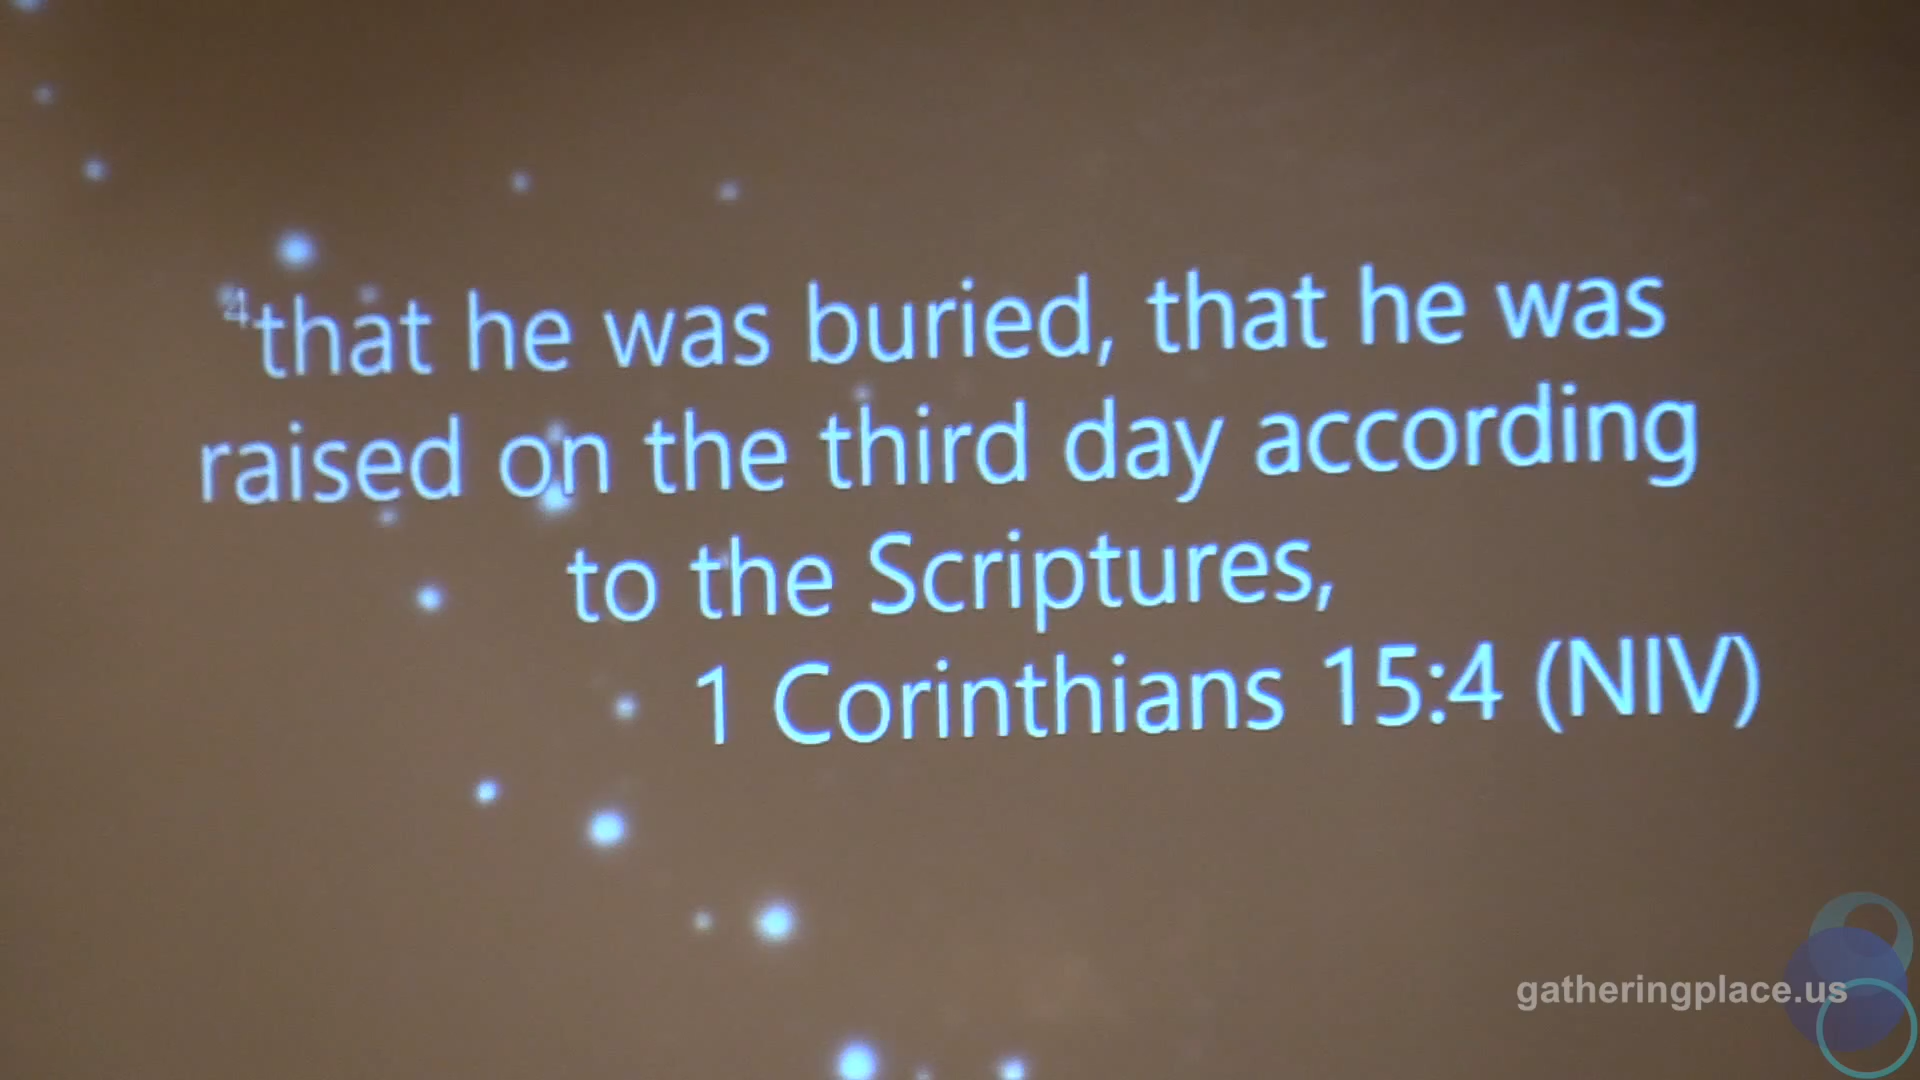 ⁴that he was buried, that he was
raised on the third day according
to the Scriptures,
1 Corinthians 15:4 (NIV)
gatheringplace.us